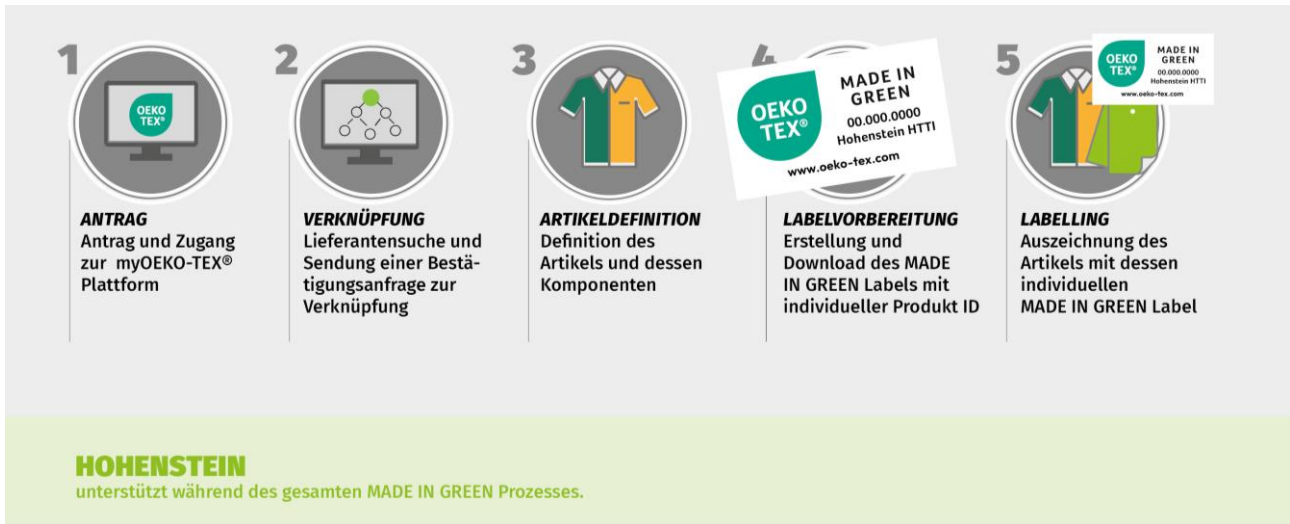 1
OEKO
TEX®
ANTRAG
Antrag und Zugang
zur myOEKO-TEX®
Plattform
2
VERKNÜPFUNG
Lieferantensuche und
Sendung einer Bestä-
tigungsanfrage zur
Verknüpfung
3
ARTIKELDEFINITION
Definition des
Artikels und dessen
Komponenten
4
OEKO
TEX®
MADE IN
GREEN
00.000.0000
Hohenstein HTTI
www.oeko-tex.com
LABELVORBEREITUNG
Erstellung und
Download des MADE
IN GREEN Labels mit
individueller Produkt ID
5
OEKO
TEX®
MADE IN
GREEN
00.000.0000
Hohenstein HTTI
www.oeko-tex.com
LABELLING
Auszeichnung des
Artikels mit dessen
individuellen
MADE IN GREEN Label
HOHENSTEIN
unterstützt während des gesamten MADE IN GREEN Prozesses.